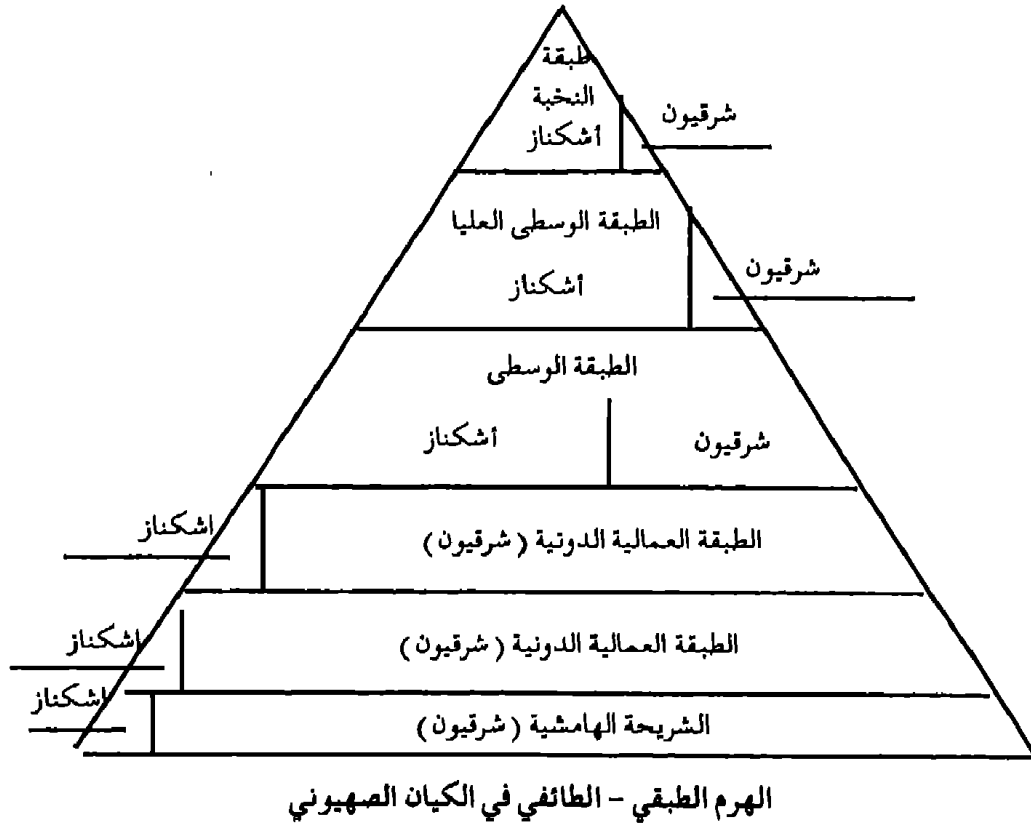 طبقة
النخبة
أشكناز
شرقيون
الطبقة الوسطى العليا
أشكناز
شرقيون
الطبقة الوسطى
شرقيون
أشكناز
الطبقة العمالية الدونية (شرقيون)
اشكناز
الطبقة العمالية الدونية (شرقيون)
اشكناز
الشريحة الهامشية (شرقيون)
اشكناز
الهرم الطبقي - الطائفي في الكيان الصهيوني